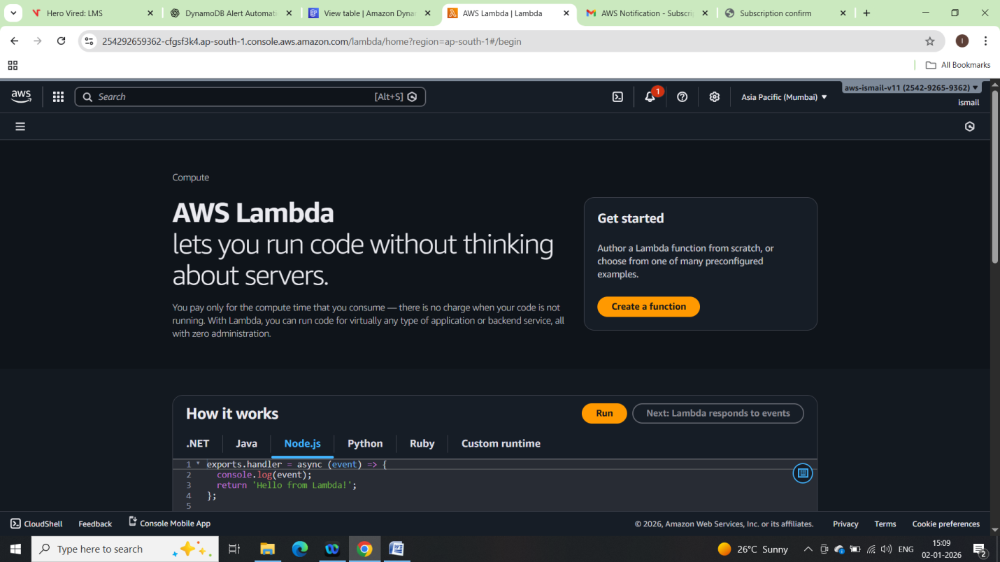 Hero Vired: LMS
DynamoDB Alert Automati
View table | Amazon Dyna
AWS Lambda | Lambda
AWS Notification - Subscri
Subscription confirm
254292659362-cfgsf3k4.ap-south-1.console.aws.amazon.com/lambda/home?region=ap-south-1#/begin
I
All Bookmarks
aws
Search
[Alt+S]
1
Asia Pacific (Mumbai)
aws-ismail-v11 (2542-9265-9362)
ismail
Compute
AWS Lambda
lets you run code without thinking
about servers.
You pay only for the compute time that you consume — there is no charge when your code is not
running. With Lambda, you can run code for virtually any type of application or backend service, all
with zero administration.
Get started
Author a Lambda function from scratch, or
choose from one of many preconfigured
examples.
Create a function
How it works
Run
Next: Lambda responds to events
.NET
Java
Node.js
Python
Ruby
Custom runtime
1 exports.handler = async (event) => {
2 console.log(event);
3 return 'Hello from Lambda!';
4 };
5
CloudShell
Feedback
Console Mobile App
© 2026, Amazon Web Services, Inc. or its affiliates.
Privacy
Terms
Cookie preferences
Type here to search
26°C Sunny
ENG
15:09
02-01-2026
2